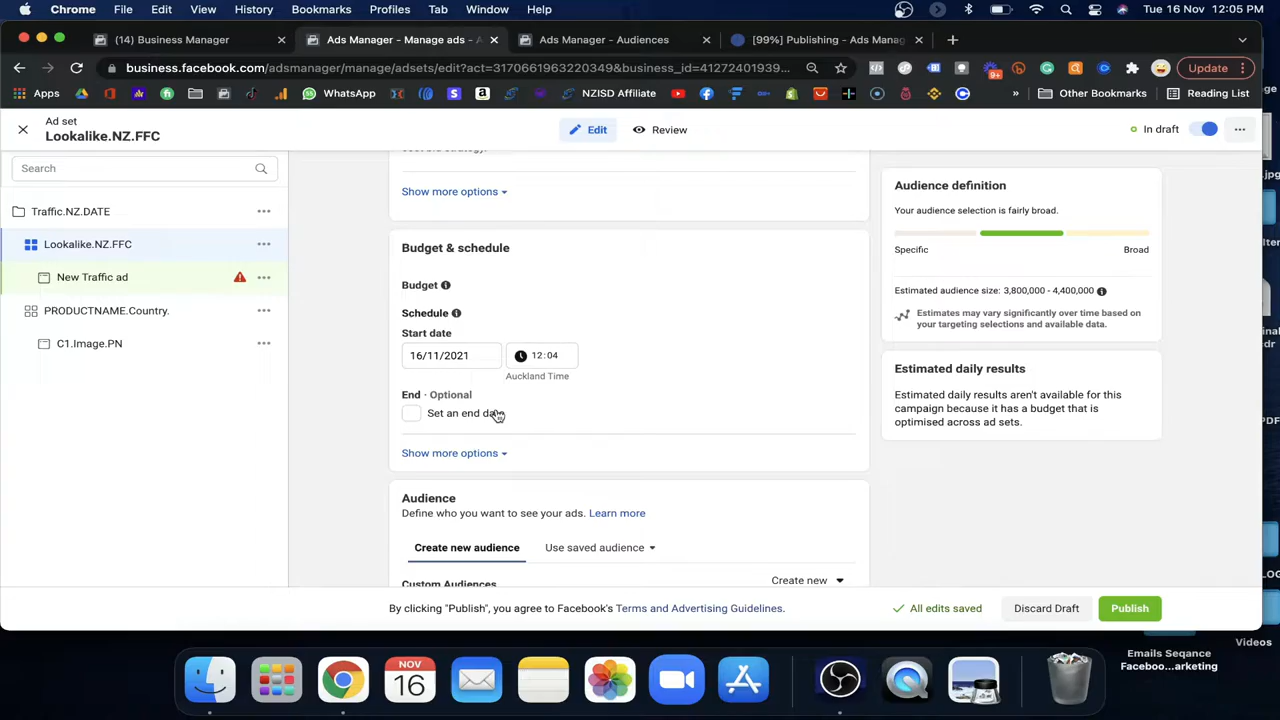 Chrome File Edit View History Bookmarks Profiles Tab Window Help Tue 16 Nov 12:05 PM
(14) Business Manager Ads Manager - Manage ads - Ads Manager - Audiences [99%] Publishing - Ads Manag
business.facebook.com/adsmanager/manage/adsets/edit?act=3170661963220349&business_id=41272401939... 9+ Update
Apps WhatsApp NZISD Affiliate Other Bookmarks Reading List
Ad set
Lookalike.NZ.FFC
Edit Review In draft
Search
Traffic.NZ.DATE
Lookalike.NZ.FFC
New Traffic ad
PRODUCTNAME.Country.
C1.Image.PN
Show more options
Budget & schedule
Budget
Schedule
Start date
16/11/2021 12:04
Auckland Time
End · Optional
Set an end da
Show more options
Audience
Define who you want to see your ads. Learn more
Create new audience Use saved audience
Custom Audiences Create new
Audience definition
Your audience selection is fairly broad.
Specific Broad
Estimated audience size: 3,800,000 - 4,400,000
Estimates may vary significantly over time based on
your targeting selections and available data.
Estimated daily results
Estimated daily results aren't available for this
campaign because it has a budget that is
optimised across ad sets.
By clicking "Publish", you agree to Facebook's Terms and Advertising Guidelines. All edits saved Discard Draft Publish
Videos
Emails Seqance
Faceboo...arketing
NOV
16